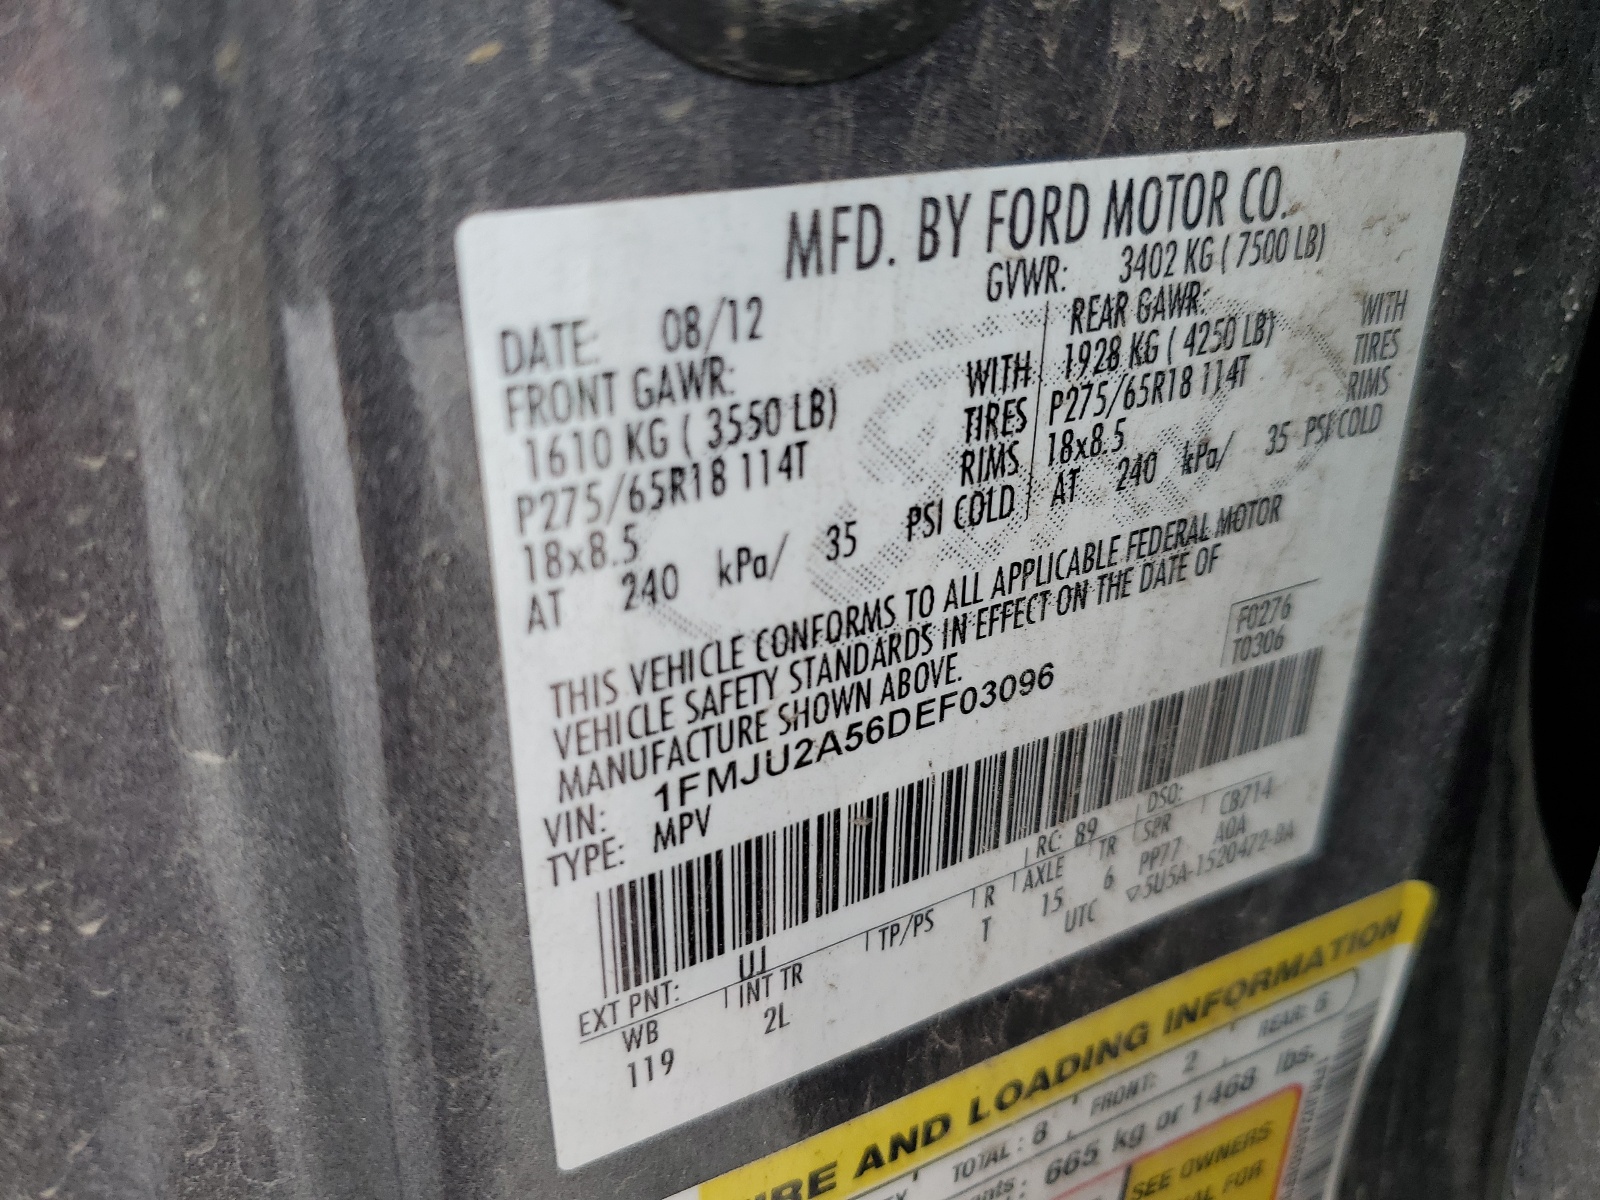 MFD. BY FORD MOTOR CO.
DATE: 08/12 GVWR: 3402 KG ( 7500 LB)
FRONT GAWR: REAR GAWR:
1610 KG ( 3550 LB) WITH 1928 KG ( 4250 LB) WITH
P275/65R18 114T TIRES P275/65R18 114T TIRES
18x8.5 RIMS 18x8.5 RIMS
AT 240 kPa/ 35 PSI COLD AT 240 kPa/ 35 PSI COLD
THIS VEHICLE CONFORMS TO ALL APPLICABLE FEDERAL MOTOR
VEHICLE SAFETY STANDARDS IN EFFECT ON THE DATE OF
MANUFACTURE SHOWN ABOVE.
F0276
T0306
VIN: 1FMJU2A56DEF03096
TYPE: MPV
EXT PNT: UJ RC: 89 DSO: CB714
WB INT TR TP/PS R AXLE TR SPR AOA
119 2L T 15 6 PP77
UTC 5U5A-1520472-BA
AND LOADING INFORMATION
TOTAL : 8 FRONT: 2 REAR: 6
665 kg or 1468 lbs.
SEE OWNERS
FOR